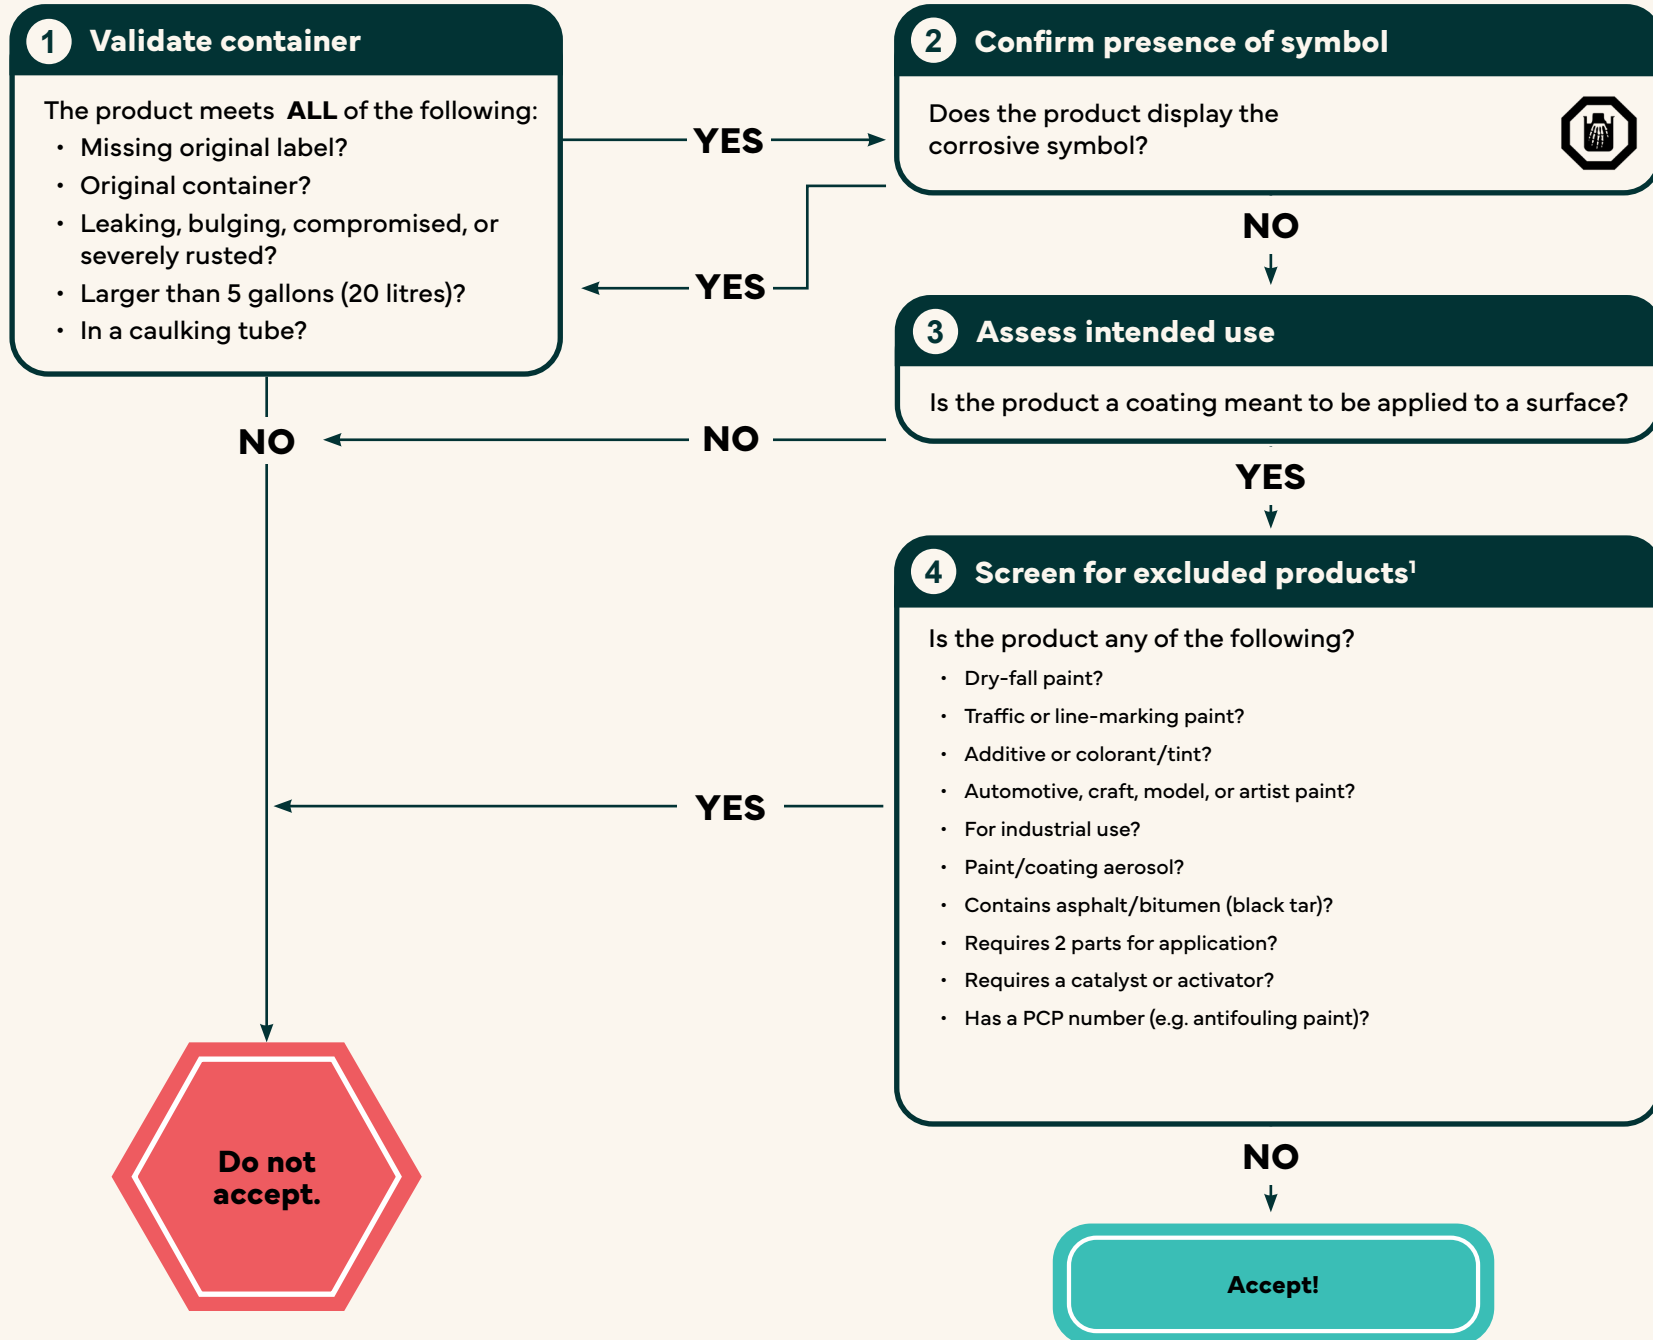 1 Validate container
The product meets ALL of the following:
• Missing original label?
• Original container?
• Leaking, bulging, compromised, or
severely rusted?
• Larger than 5 gallons (20 litres)?
• In a caulking tube?
YES
2 Confirm presence of symbol
Does the product display the
corrosive symbol?
YES
NO
3 Assess intended use
Is the product a coating meant to be applied to a surface?
NO
NO
YES
4 Screen for excluded products¹
Is the product any of the following?
• Dry-fall paint?
• Traffic or line-marking paint?
• Additive or colorant/tint?
• Automotive, craft, model, or artist paint?
• For industrial use?
• Paint/coating aerosol?
• Contains asphalt/bitumen (black tar)?
• Requires 2 parts for application?
• Requires a catalyst or activator?
• Has a PCP number (e.g. antifouling paint)?
YES
NO
Do not
accept.
Accept!